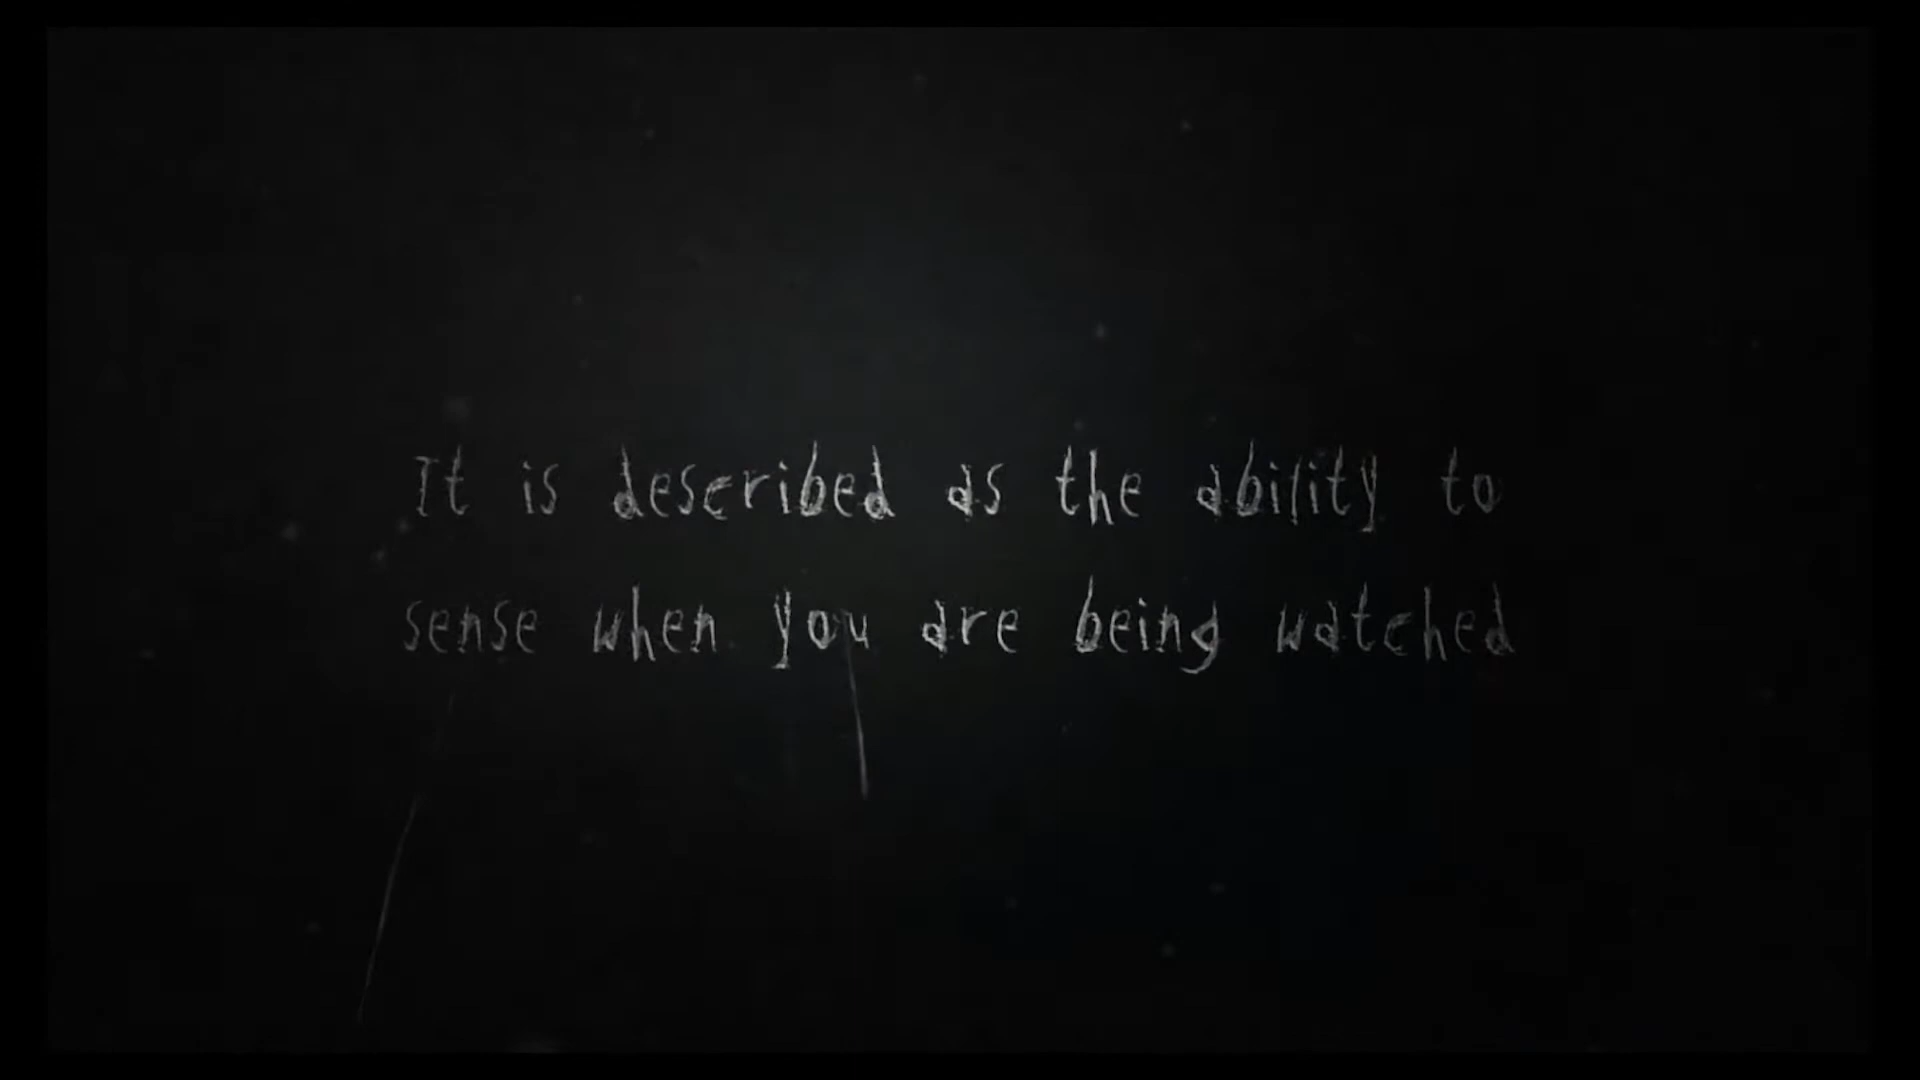 It is described as the ability to
sense when you are being watched